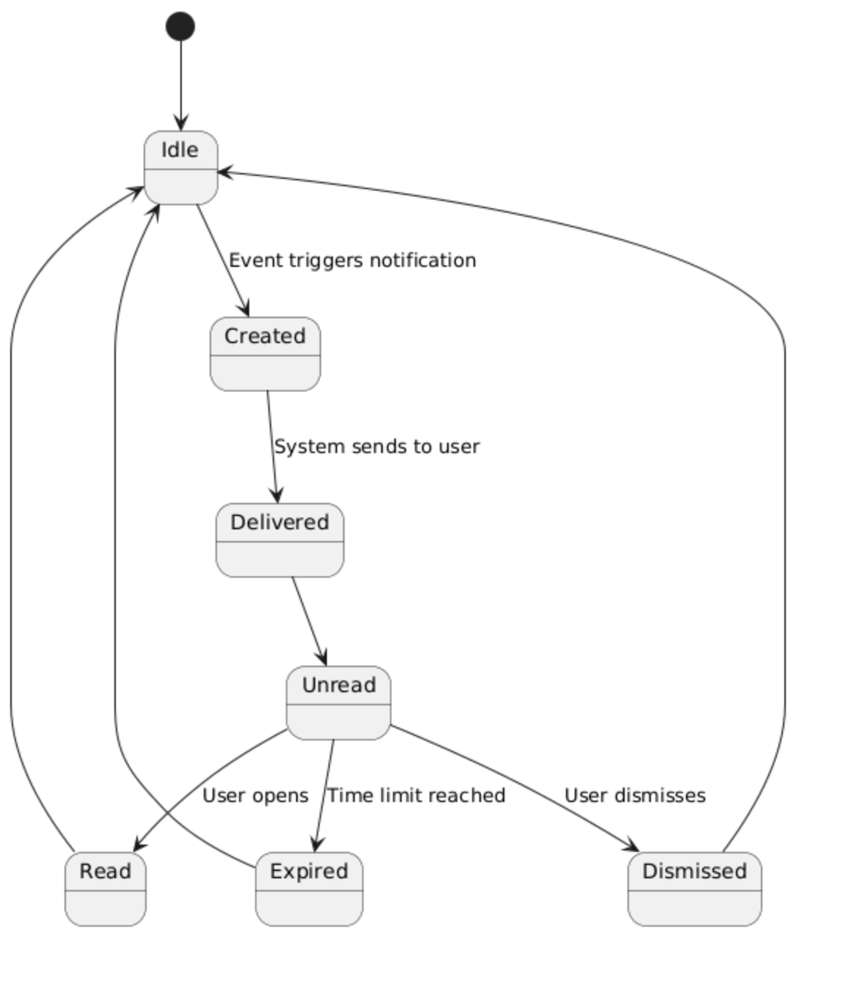 Idle
Event triggers notification
Created
System sends to user
Delivered
Unread
User opens
Time limit reached
User dismisses
Read
Expired
Dismissed